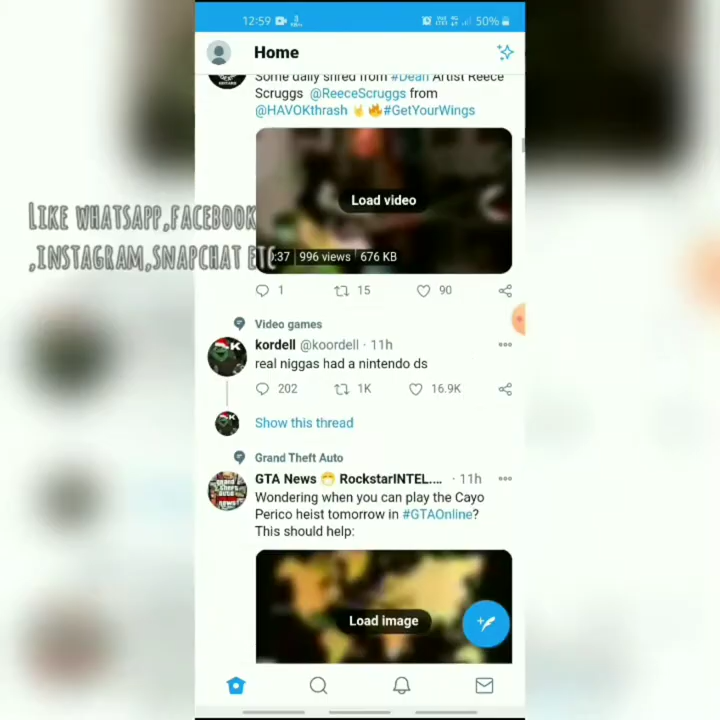 12:59 50%
Home
Some daily shred from #Dean Artist Reece
Scruggs @ReeceScruggs from
@HAVOKthrash 🤘🔥#GetYourWings
Load video
LIKE WHATSAPP,FACEBOOK
,INSTAGRAM,SNAPCHAT ETC
:37 996 views 676 KB
1 15 90
Video games
kordell @koordell · 11h
real niggas had a nintendo ds
202 1K 16.9K
Show this thread
Grand Theft Auto
GTA News 😁 RockstarINTEL.... · 11h
Wondering when you can play the Cayo
Perico heist tomorrow in #GTAOnline?
This should help:
Load image